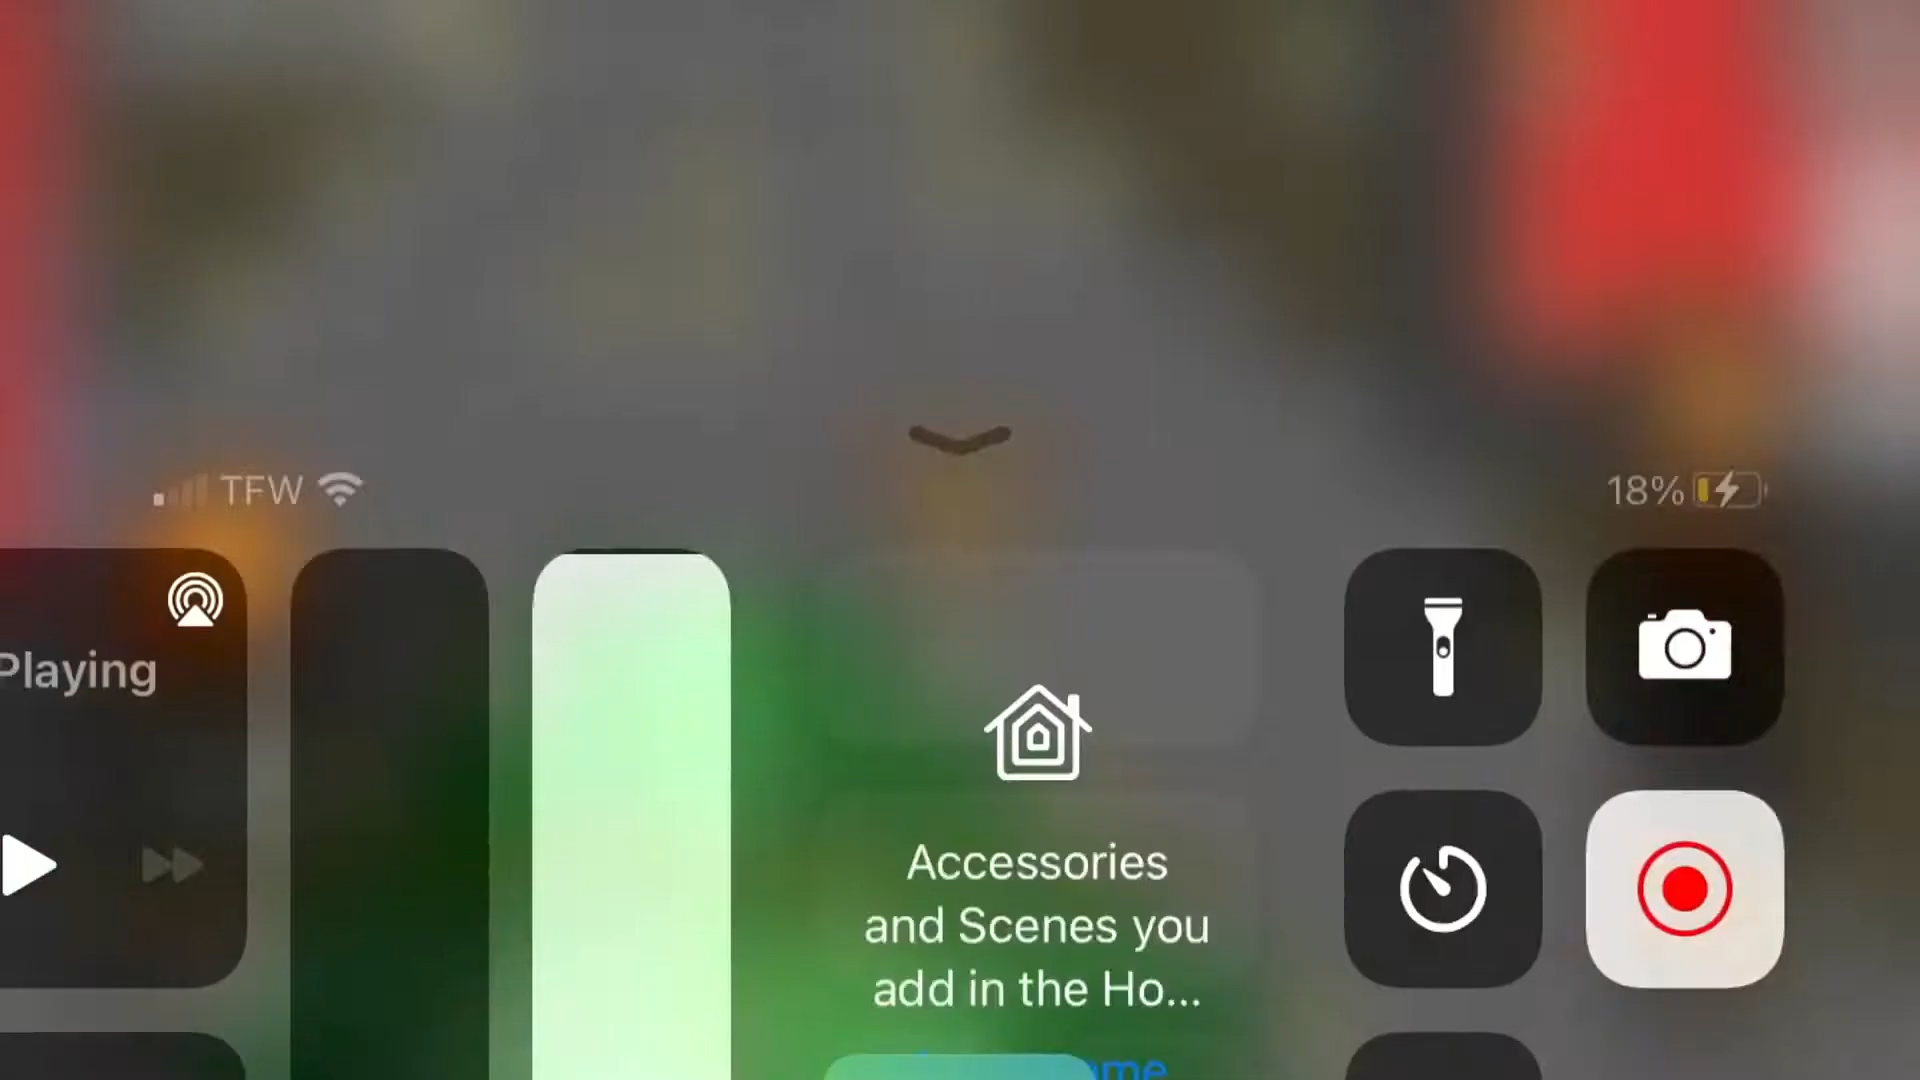 TFW
18%
Playing
Accessories
and Scenes you
add in the Ho...